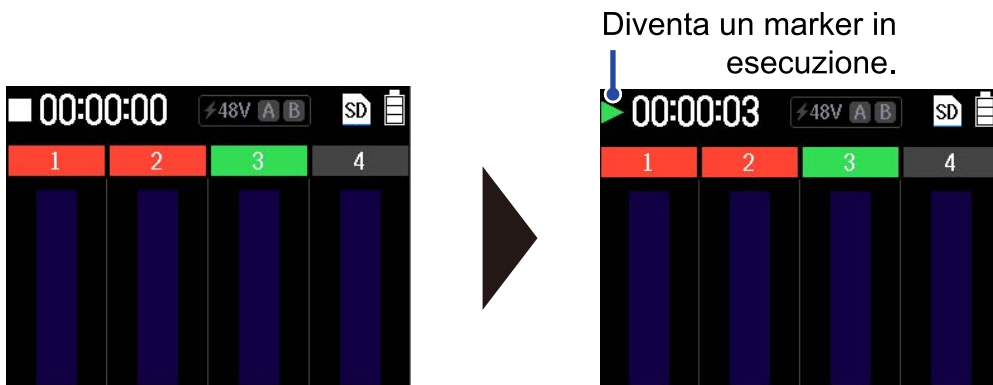 Diventa un marker in
esecuzione.
00:00:00 48V A B SD
1 2 3 4
00:00:03 48V A B SD
1 2 3 4